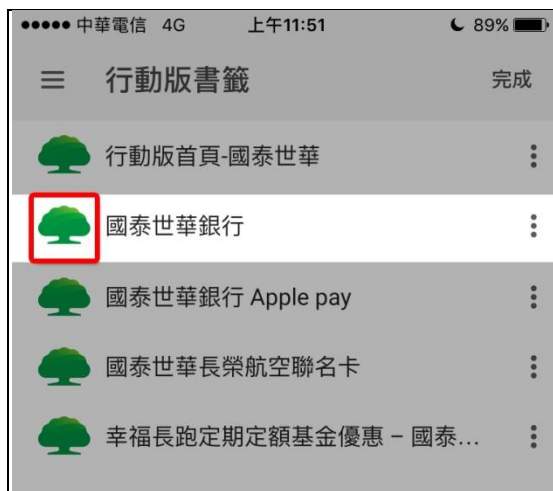 中華電信 4G 上午11:51 89%
行動版書籤 完成
行動版首頁-國泰世華
國泰世華銀行
國泰世華銀行 Apple pay
國泰世華長榮航空聯名卡
幸福長跑定期定額基金優惠 – 國泰...